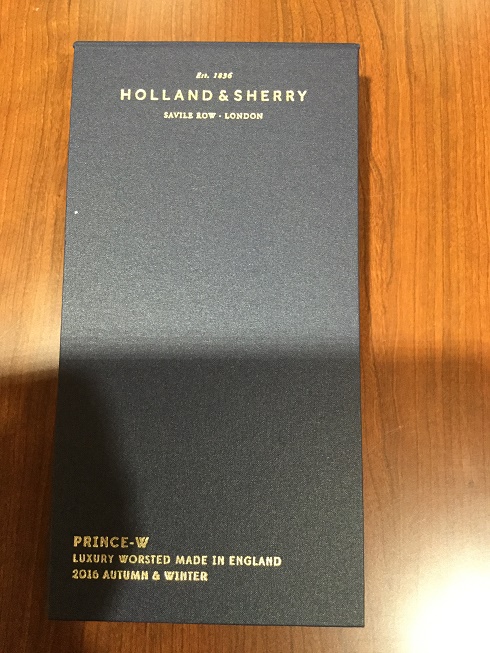 Est. 1836
HOLLAND & SHERRY
SAVILE ROW · LONDON
PRINCE-W
LUXURY WORSTED MADE IN ENGLAND
2016 AUTUMN & WINTER